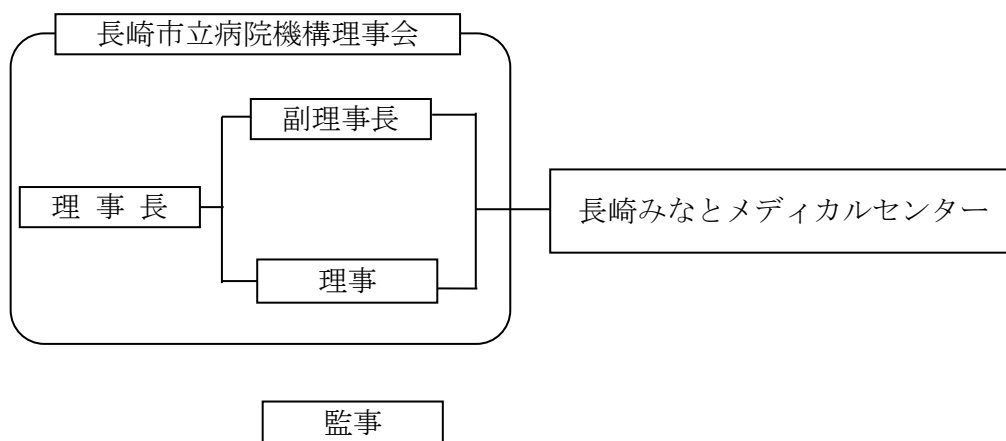 長崎市立病院機構理事会
副理事長
理 事 長
長崎みなとメディカルセンター
理事
監事